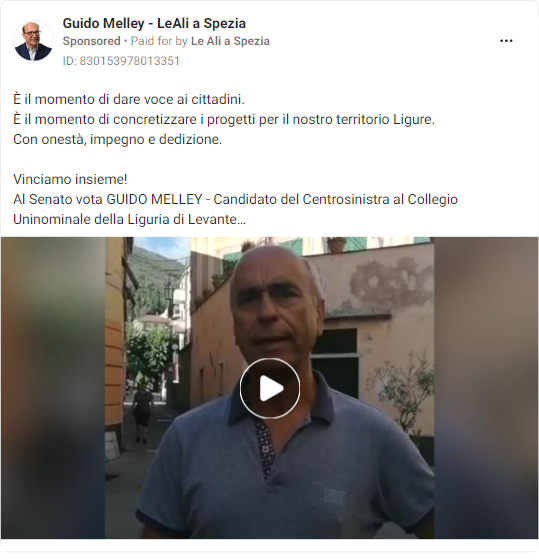 Guido Melley - LeAli a Spezia
Sponsored • Paid for by Le Ali a Spezia
ID: 830153978013351
È il momento di dare voce ai cittadini.
È il momento di concretizzare i progetti per il nostro territorio Ligure.
Con onestà, impegno e dedizione.
Vinciamo insieme!
Al Senato vota GUIDO MELLEY - Candidato del Centrosinistra al Collegio
Uninominale della Liguria di Levante...